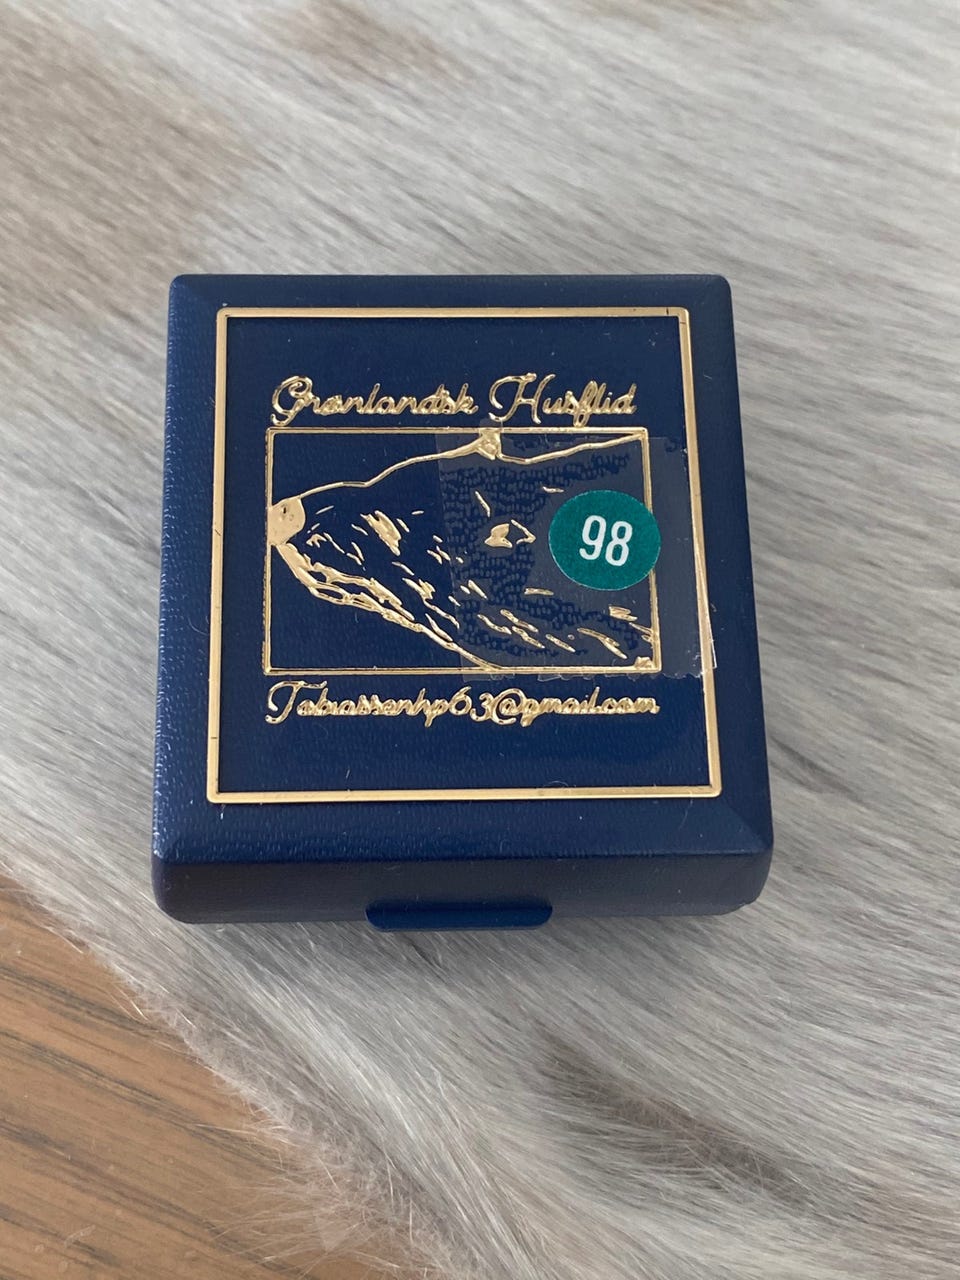 Grønlandsk Husflid
98
Tobiassenhp63@gmail.com